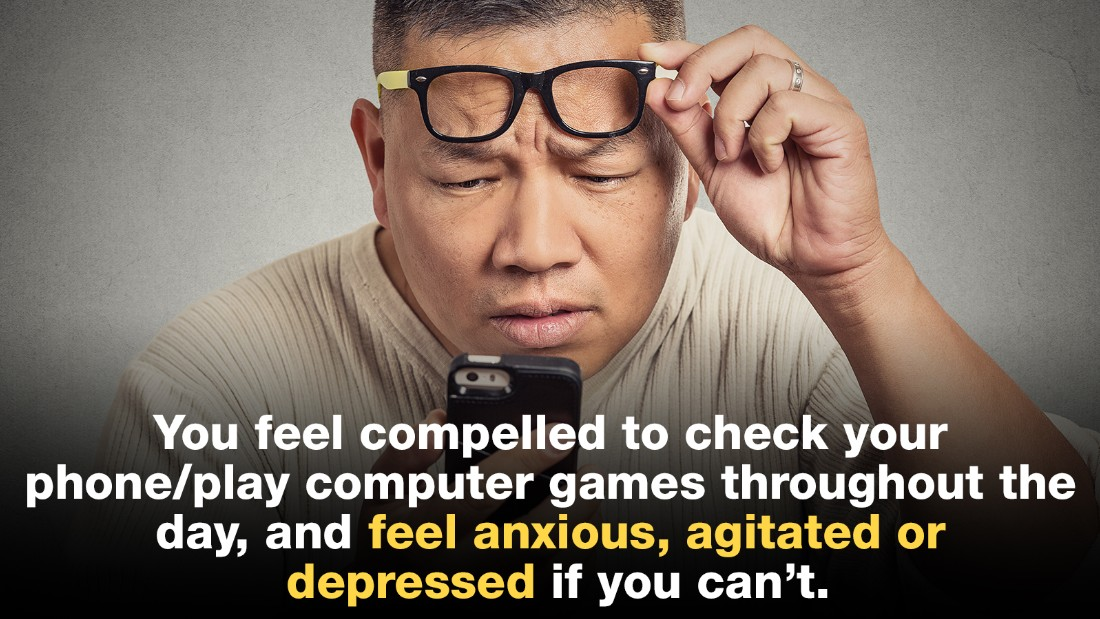 You feel compelled to check your
phone/play computer games throughout the
day, and feel anxious, agitated or
depressed if you can’t.